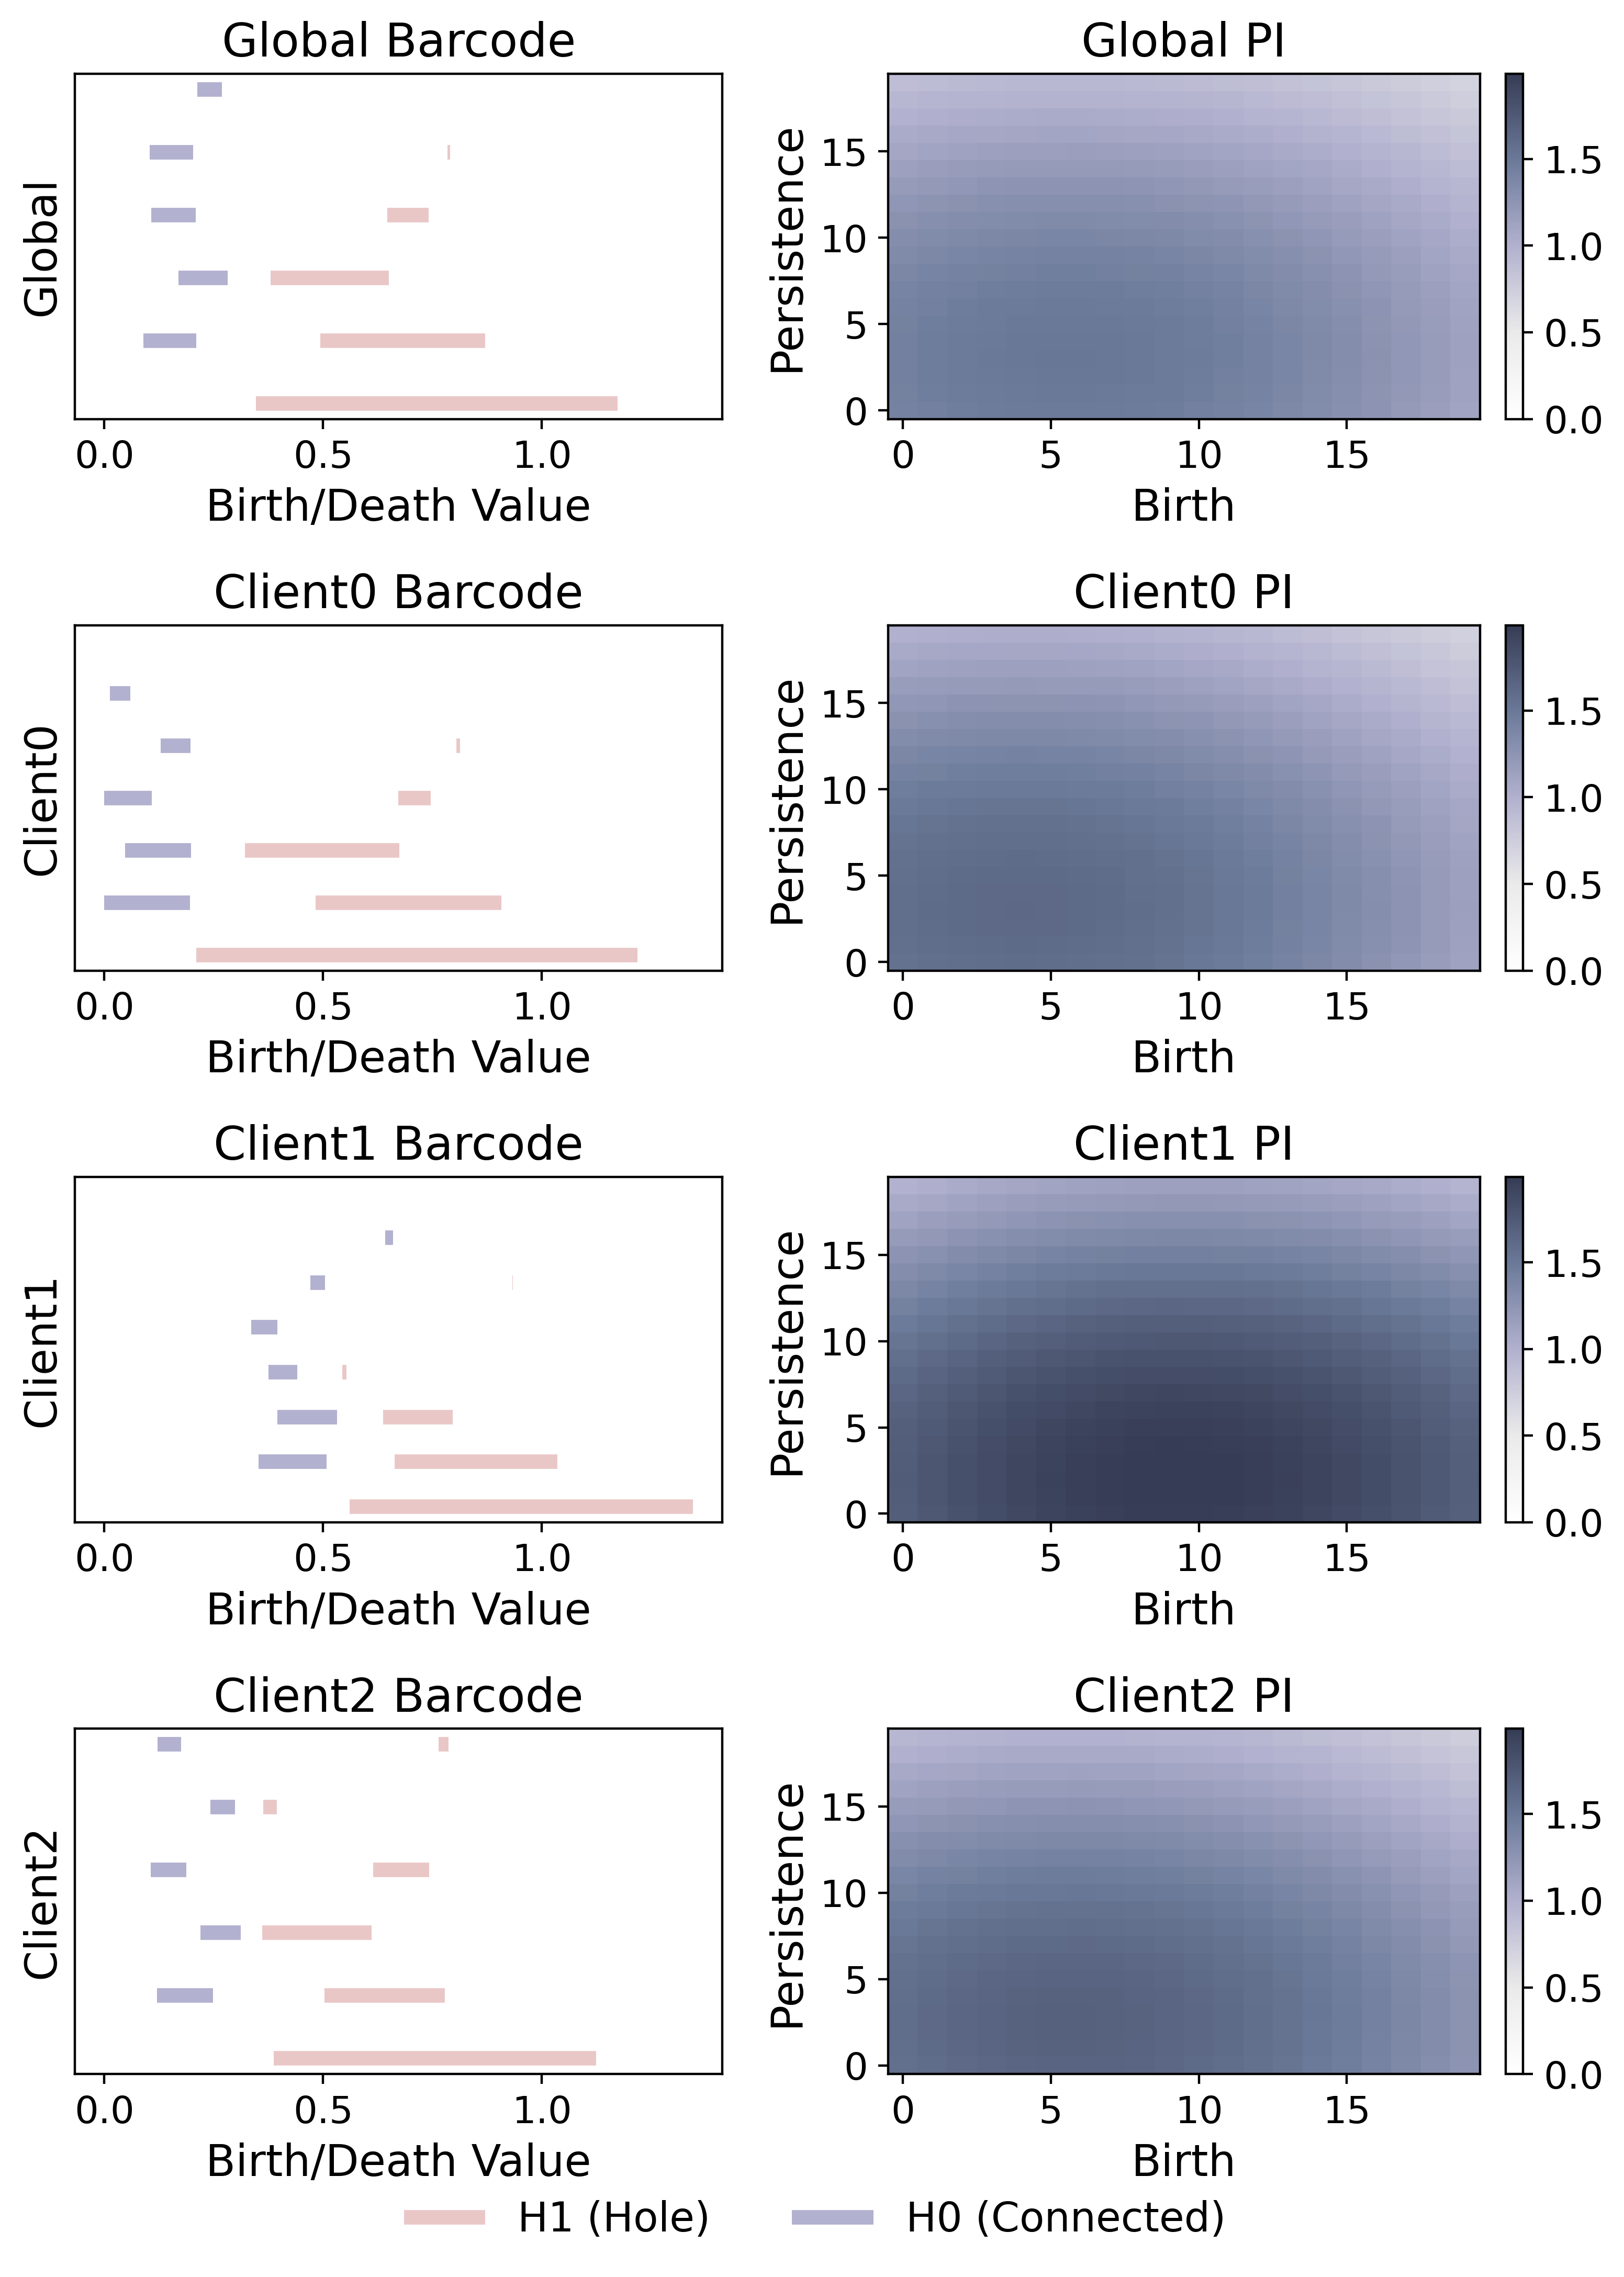 Global Barcode
Global PI
Global
0.0 0.5 1.0
Birth/Death Value
Persistence
15
10
5
0
0 5 10 15
Birth
1.5
1.0
0.5
0.0
Client0 Barcode
Client0 PI
Client0
0.0 0.5 1.0
Birth/Death Value
Persistence
15
10
5
0
0 5 10 15
Birth
1.5
1.0
0.5
0.0
Client1 Barcode
Client1 PI
Client1
0.0 0.5 1.0
Birth/Death Value
Persistence
15
10
5
0
0 5 10 15
Birth
1.5
1.0
0.5
0.0
Client2 Barcode
Client2 PI
Client2
0.0 0.5 1.0
Birth/Death Value
Persistence
15
10
5
0
0 5 10 15
Birth
1.5
1.0
0.5
0.0
H1 (Hole)
H0 (Connected)